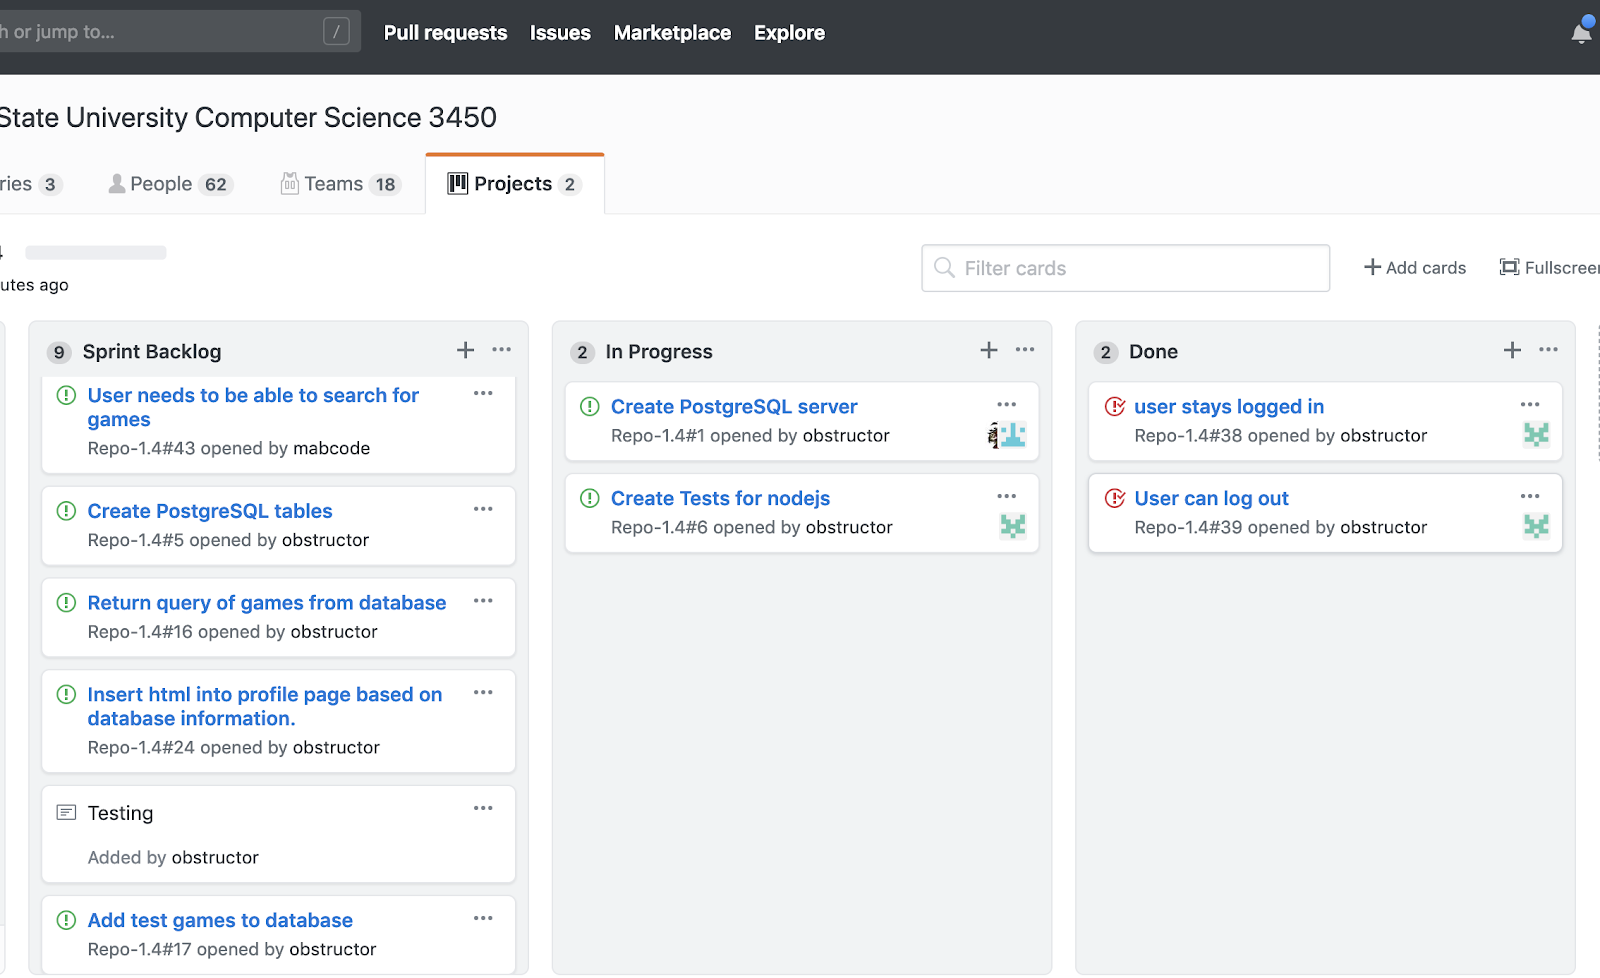 h or jump to... /
Pull requests Issues Marketplace Explore
State University Computer Science 3450
ries 3 People 62 Teams 18 Projects 2
utes ago
Filter cards
Add cards
Fullscreen
9 Sprint Backlog
User needs to be able to search for
games
Repo-1.4#43 opened by mabcode
Create PostgreSQL tables
Repo-1.4#5 opened by obstructor
Return query of games from database
Repo-1.4#16 opened by obstructor
Insert html into profile page based on
database information.
Repo-1.4#24 opened by obstructor
Testing
Added by obstructor
Add test games to database
Repo-1.4#17 opened by obstructor
2 In Progress
Create PostgreSQL server
Repo-1.4#1 opened by obstructor
Create Tests for nodejs
Repo-1.4#6 opened by obstructor
2 Done
user stays logged in
Repo-1.4#38 opened by obstructor
User can log out
Repo-1.4#39 opened by obstructor